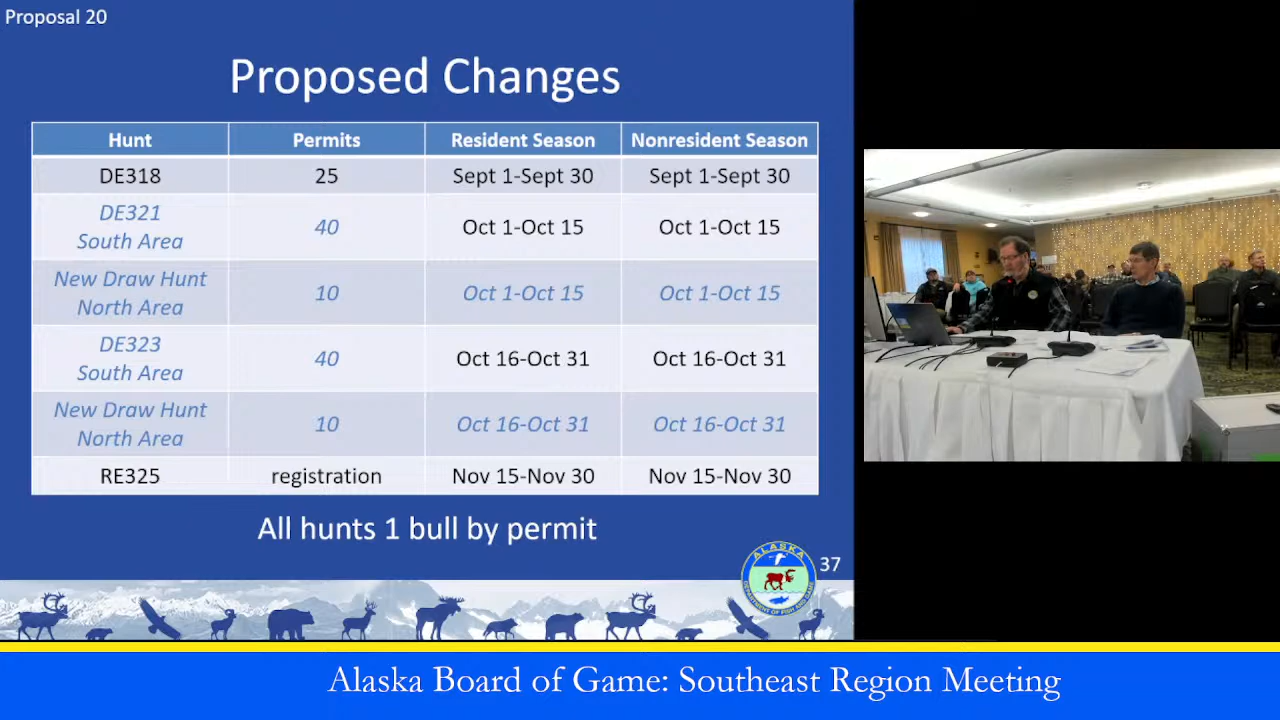 Proposal 20
Proposed Changes
Hunt Permits Resident Season Nonresident Season
DE318 25 Sept 1-Sept 30 Sept 1-Sept 30
DE321
South Area 40 Oct 1-Oct 15 Oct 1-Oct 15
New Draw Hunt
North Area 10 Oct 1-Oct 15 Oct 1-Oct 15
DE323
South Area 40 Oct 16-Oct 31 Oct 16-Oct 31
New Draw Hunt
North Area 10 Oct 16-Oct 31 Oct 16-Oct 31
RE325 registration Nov 15-Nov 30 Nov 15-Nov 30
All hunts 1 bull by permit
ALASKA
DEPARTMENT OF FISH AND GAME
37
Alaska Board of Game: Southeast Region Meeting